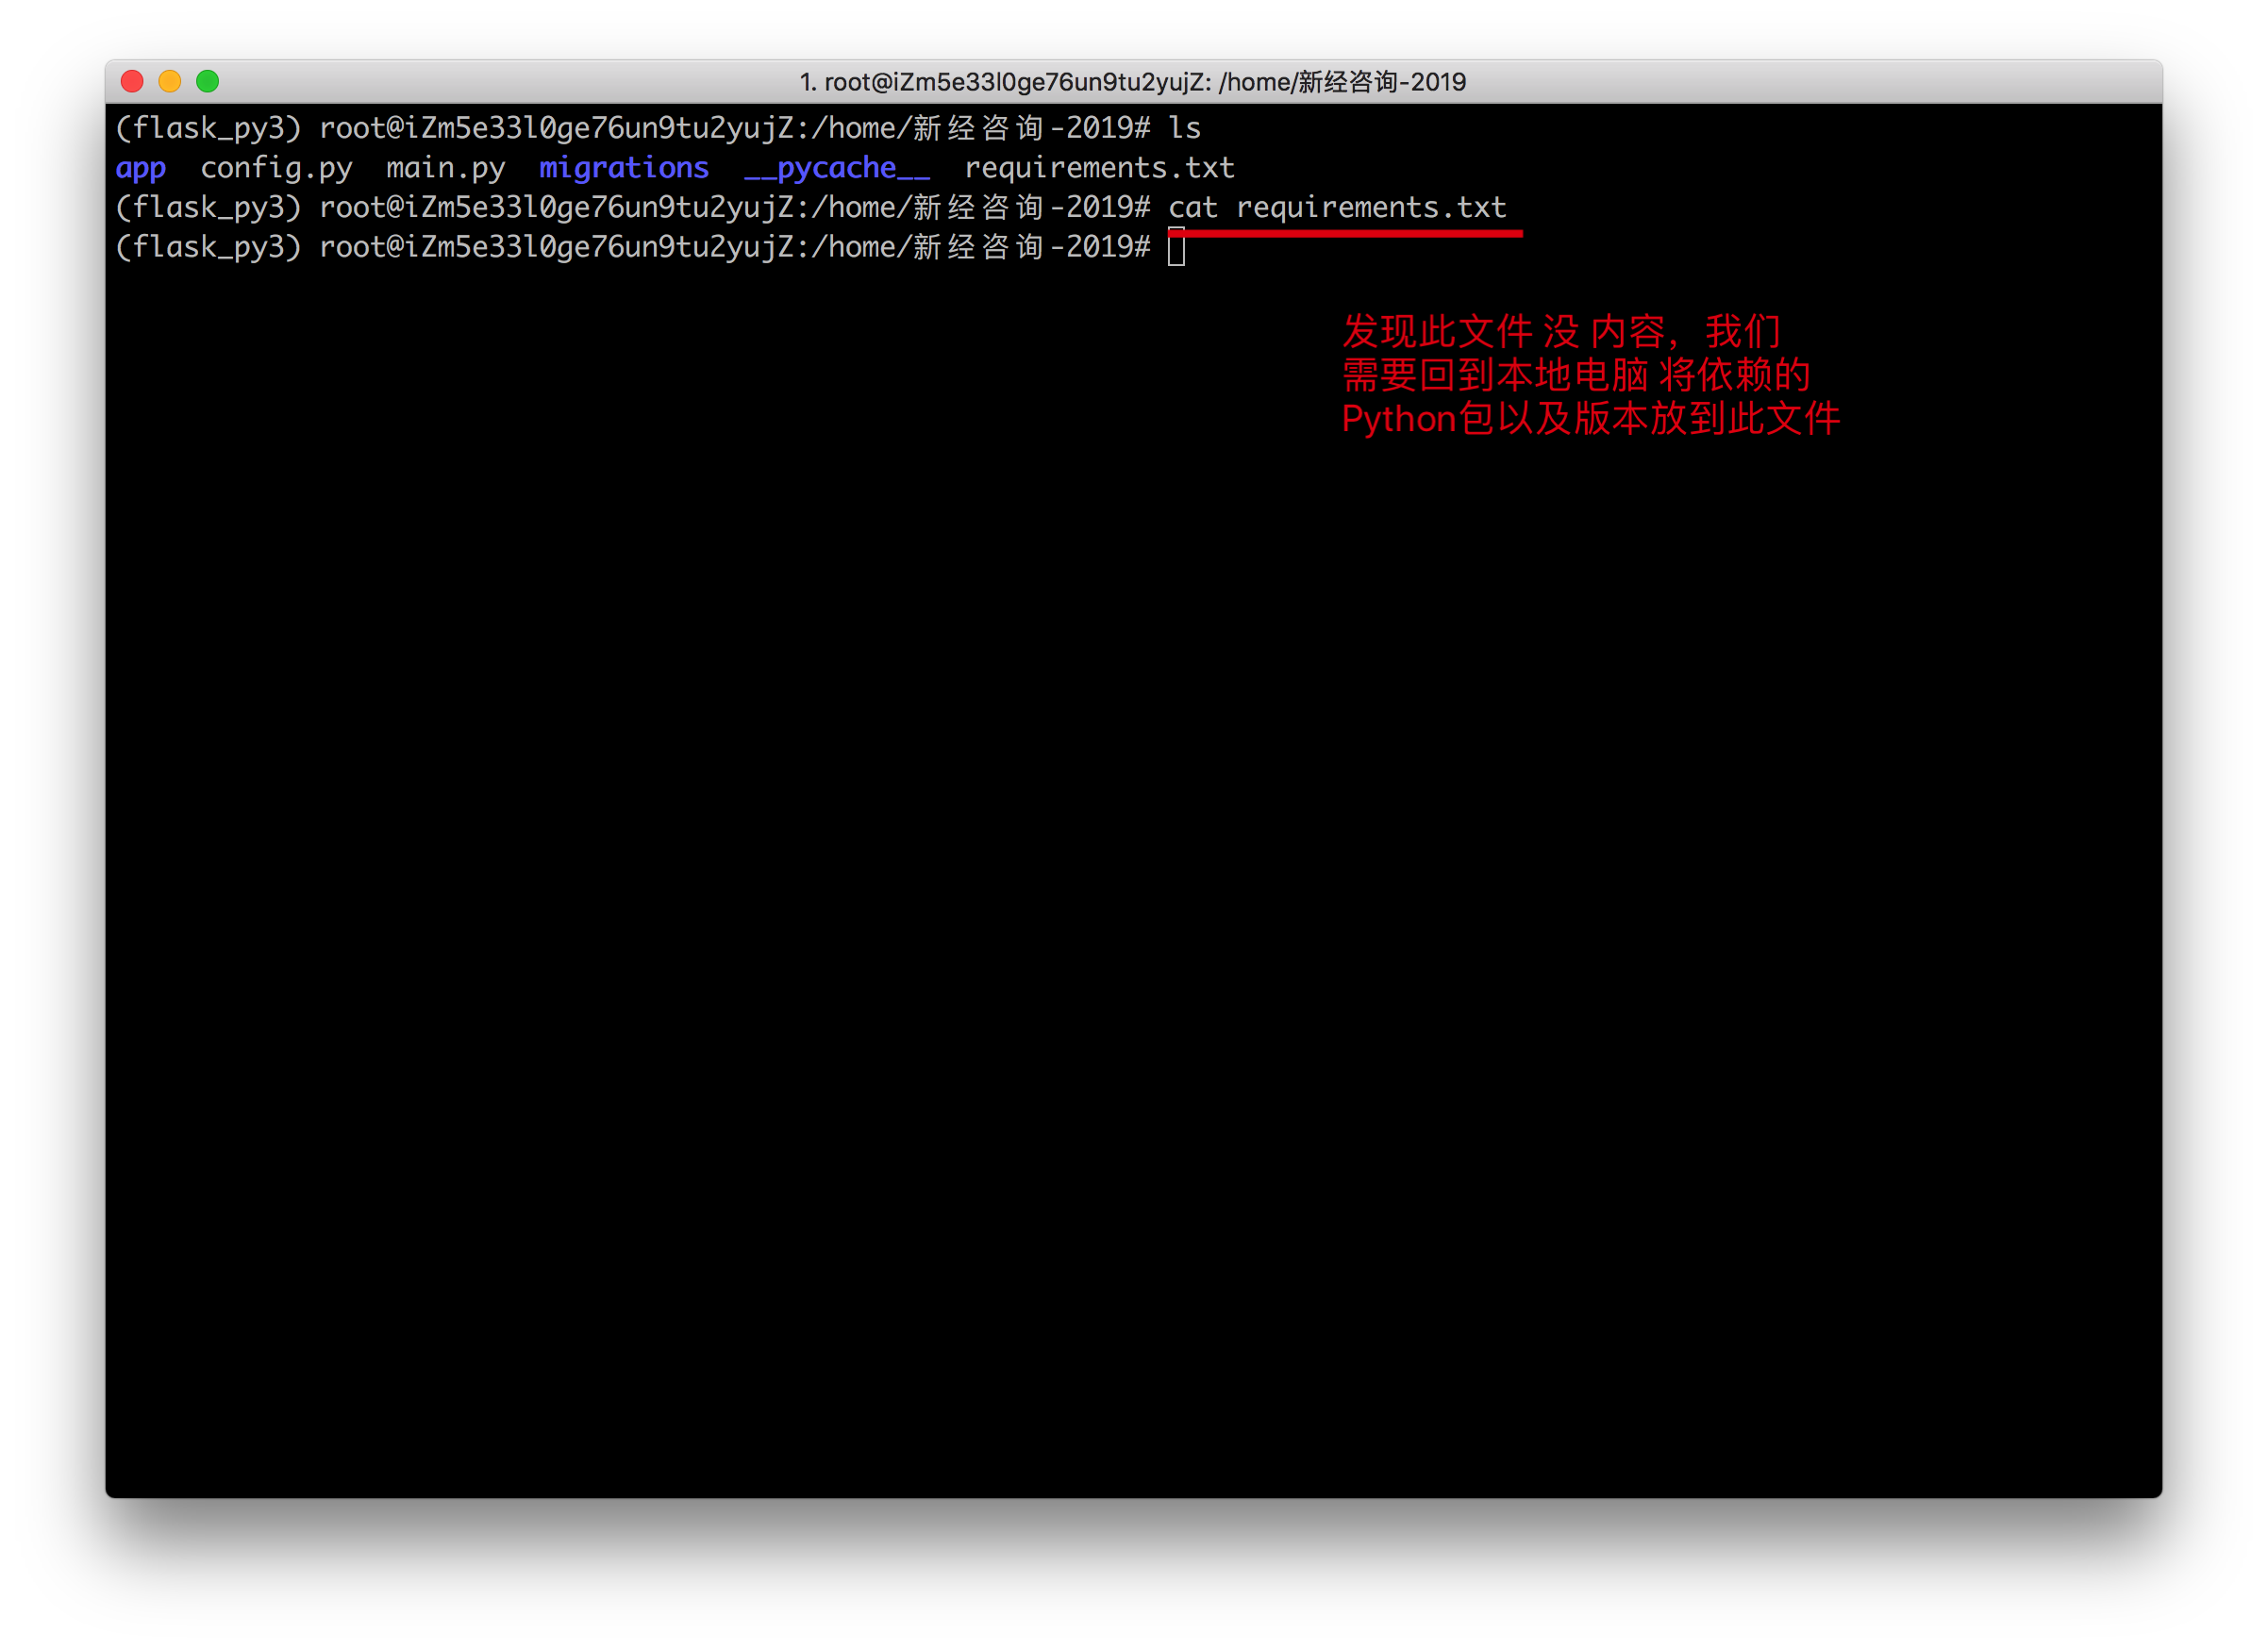 1. root@iZm5e33l0ge76un9tu2yujZ: /home/新经咨询-2019
(flask_py3) root@iZm5e33l0ge76un9tu2yujZ:/home/新经咨询-2019# ls
app  config.py  main.py  migrations  __pycache__  requirements.txt
(flask_py3) root@iZm5e33l0ge76un9tu2yujZ:/home/新经咨询-2019# cat requirements.txt
(flask_py3) root@iZm5e33l0ge76un9tu2yujZ:/home/新经咨询-2019#
发现此文件 没 内容，我们
需要回到本地电脑 将依赖的
Python包以及版本放到此文件